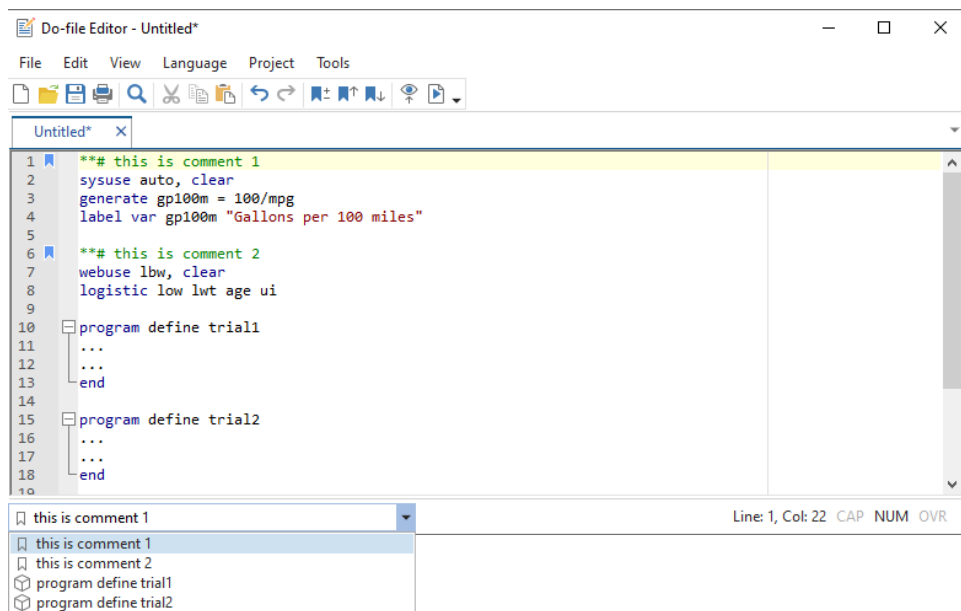 Do-file Editor - Untitled*
File Edit View Language Project Tools
Untitled*
1 **# this is comment 1
2 sysuse auto, clear
3 generate gp100m = 100/mpg
4 label var gp100m "Gallons per 100 miles"
5
6 **# this is comment 2
7 webuse lbw, clear
8 logistic low lwt age ui
9
10 program define trial1
11 ...
12 ...
13 end
14
15 program define trial2
16 ...
17 ...
18 end
19
this is comment 1 Line: 1, Col: 22 CAP NUM OVR
this is comment 1
this is comment 2
program define trial1
program define trial2